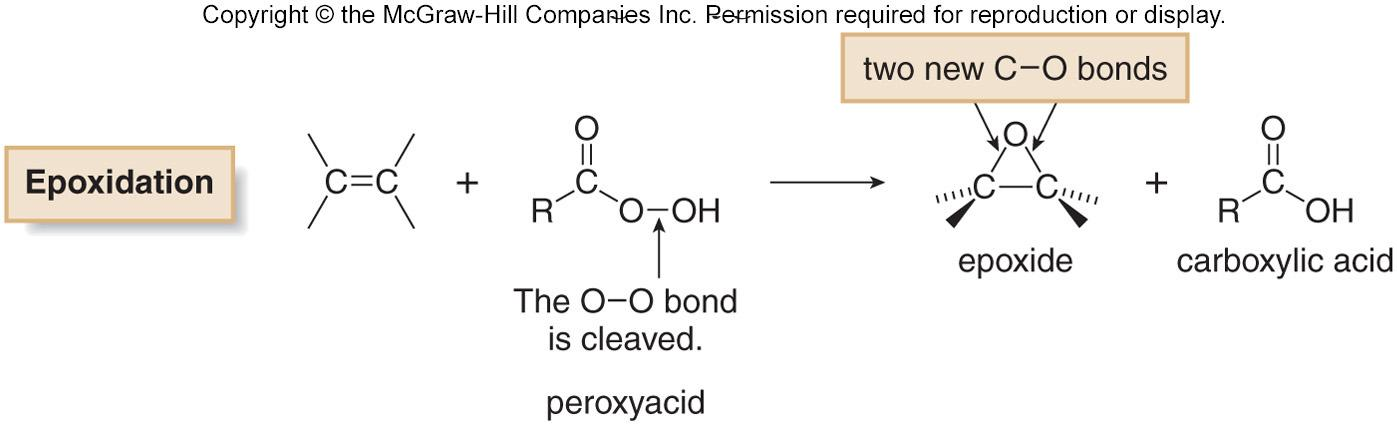 Copyright © the McGraw-Hill Companies Inc. Permission required for reproduction or display.
two new C–O bonds
Epoxidation
C=C
+
O
C
R
O–OH
The O–O bond
is cleaved.
peroxyacid
O
C–C
epoxide
+
O
C
R
OH
carboxylic acid